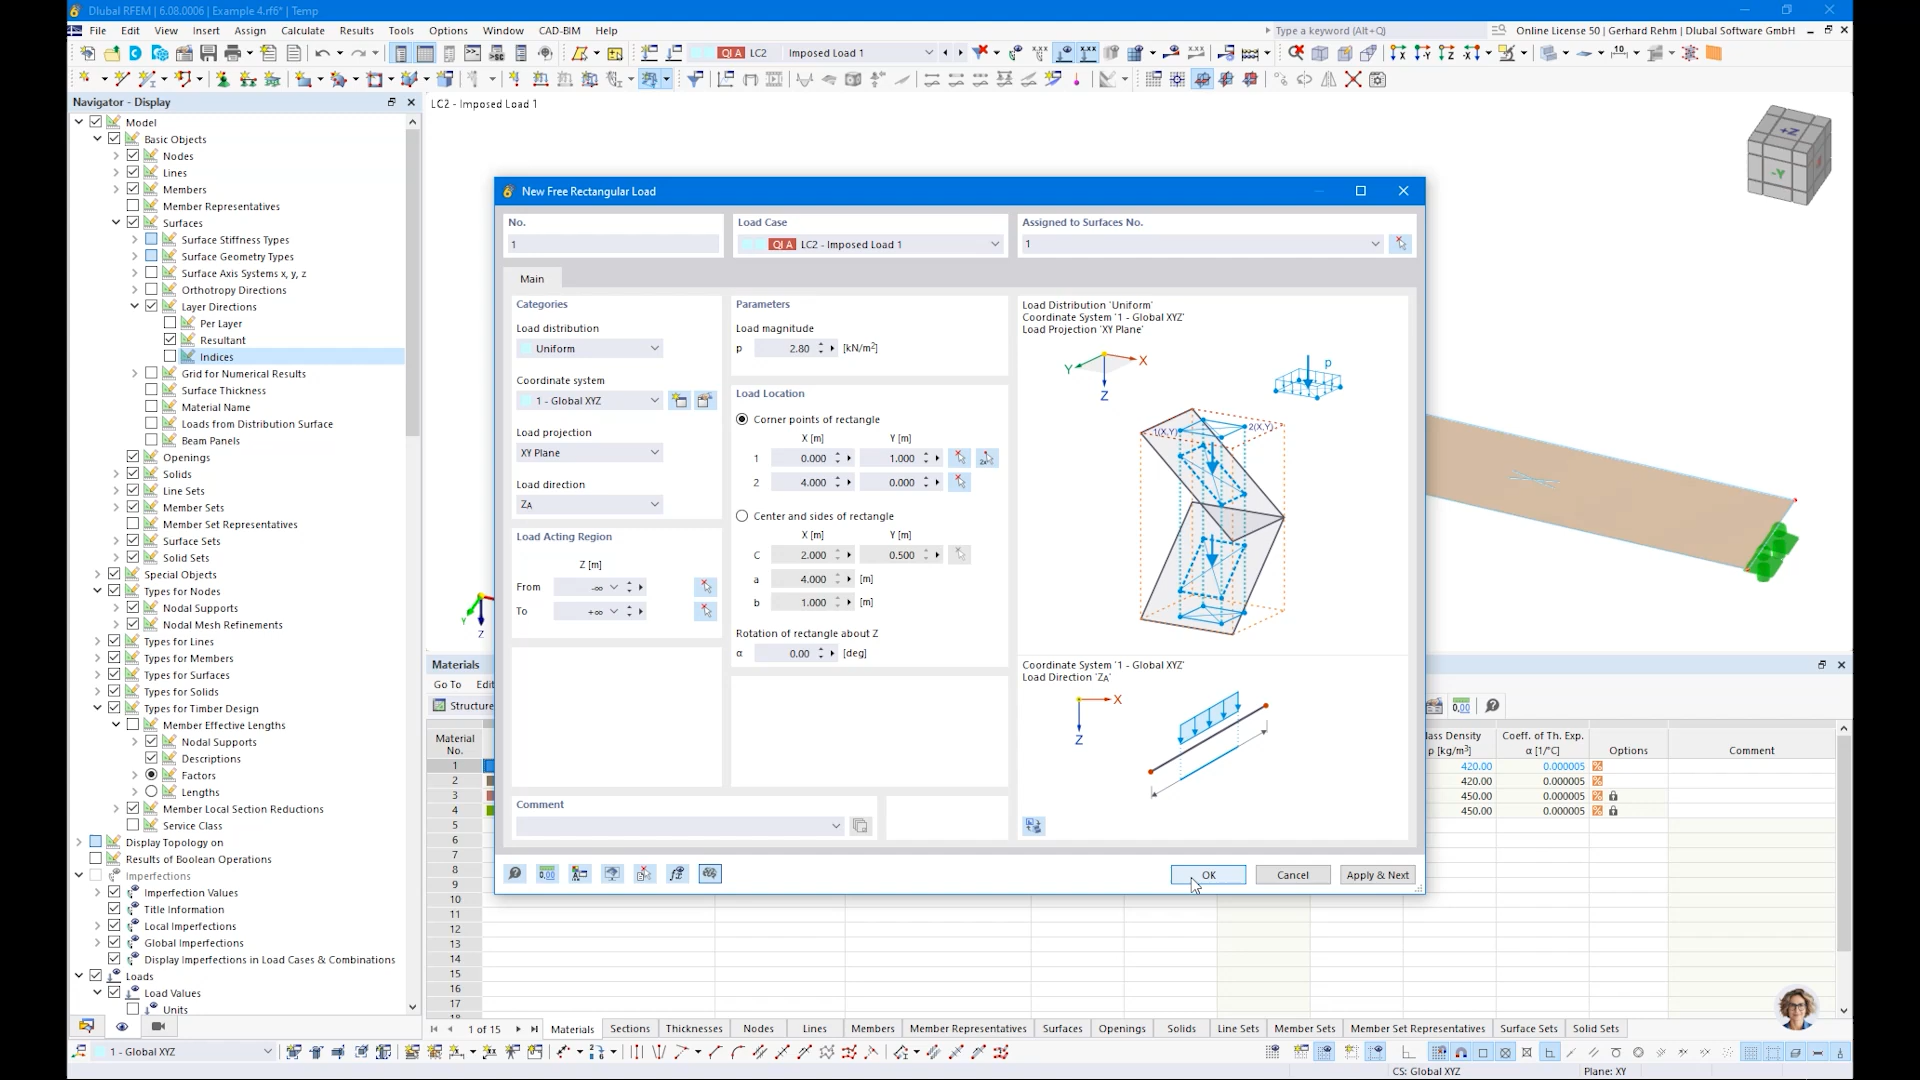 Dlubal RFEM | 6.08.0006 | Example 4.rf6* | Temp
File Edit View Insert Assign Calculate Results Tools Options Window CAD-BIM Help
Type a keyword (Alt+Q)
Online License 50 | Gerhard Rehm | Dlubal Software GmbH
QI A LC2 Imposed Load 1
Navigator - Display
LC2 - Imposed Load 1
Model
Basic Objects
Nodes
Lines
Members
Member Representatives
Surfaces
Surface Stiffness Types
Surface Geometry Types
Surface Axis Systems x, y, z
Orthotropy Directions
Layer Directions
Per Layer
Resultant
Indices
Grid for Numerical Results
Surface Thickness
Material Name
Loads from Distribution Surface
Beam Panels
Openings
Solids
Line Sets
Member Sets
Member Set Representatives
Surface Sets
Solid Sets
Special Objects
Types for Nodes
Nodal Supports
Nodal Mesh Refinements
Types for Lines
Types for Members
Types for Surfaces
Types for Solids
Types for Timber Design
Member Effective Lengths
Nodal Supports
Descriptions
Factors
Lengths
Member Local Section Reductions
Service Class
Display Topology on
Results of Boolean Operations
Imperfections
Imperfection Values
Title Information
Local Imperfections
Global Imperfections
Display Imperfections in Load Cases & Combinations
Loads
Load Values
Units
1 - Global XYZ
New Free Rectangular Load
No.
1
Load Case
QI A LC2 - Imposed Load 1
Assigned to Surfaces No.
1
Main
Categories
Load distribution
Uniform
Coordinate system
1 - Global XYZ
Load projection
XY Plane
Load direction
ZA
Load Acting Region
Z [m]
From -∞
To +∞
Parameters
Load magnitude
p 2.80 [kN/m²]
Load Location
Corner points of rectangle
X [m] Y [m]
1 0.000 1.000
2 4.000 0.000
Center and sides of rectangle
X [m] Y [m]
C 2.000 0.500
a 4.000 [m]
b 1.000 [m]
Rotation of rectangle about Z
α 0.00 [deg]
Load Distribution 'Uniform'
Coordinate System '1 - Global XYZ'
Load Projection 'XY Plane'
Y X Z
p
1(X,Y) 2(X,Y)
Coordinate System '1 - Global XYZ'
Load Direction 'ZA'
X
Z
Comment
OK Cancel Apply & Next
+Z
-Y
Y
Z
Materials
Go To Edit
Structure
Material
No.
Mass Density
ρ [kg/m³]
Coeff. of Th. Exp.
α [1/°C]
Options
Comment
1 420.00 0.000005
2 420.00 0.000005
3 450.00 0.000005
4 450.00 0.000005
5
6
7
8
9
10
11
12
13
14
15
16
17
18
1 of 15
Materials Sections Thicknesses Nodes Lines Members Member Representatives Surfaces Openings Solids Line Sets Member Sets Member Set Representatives Surface Sets Solid Sets
CS: Global XYZ
Plane: XY